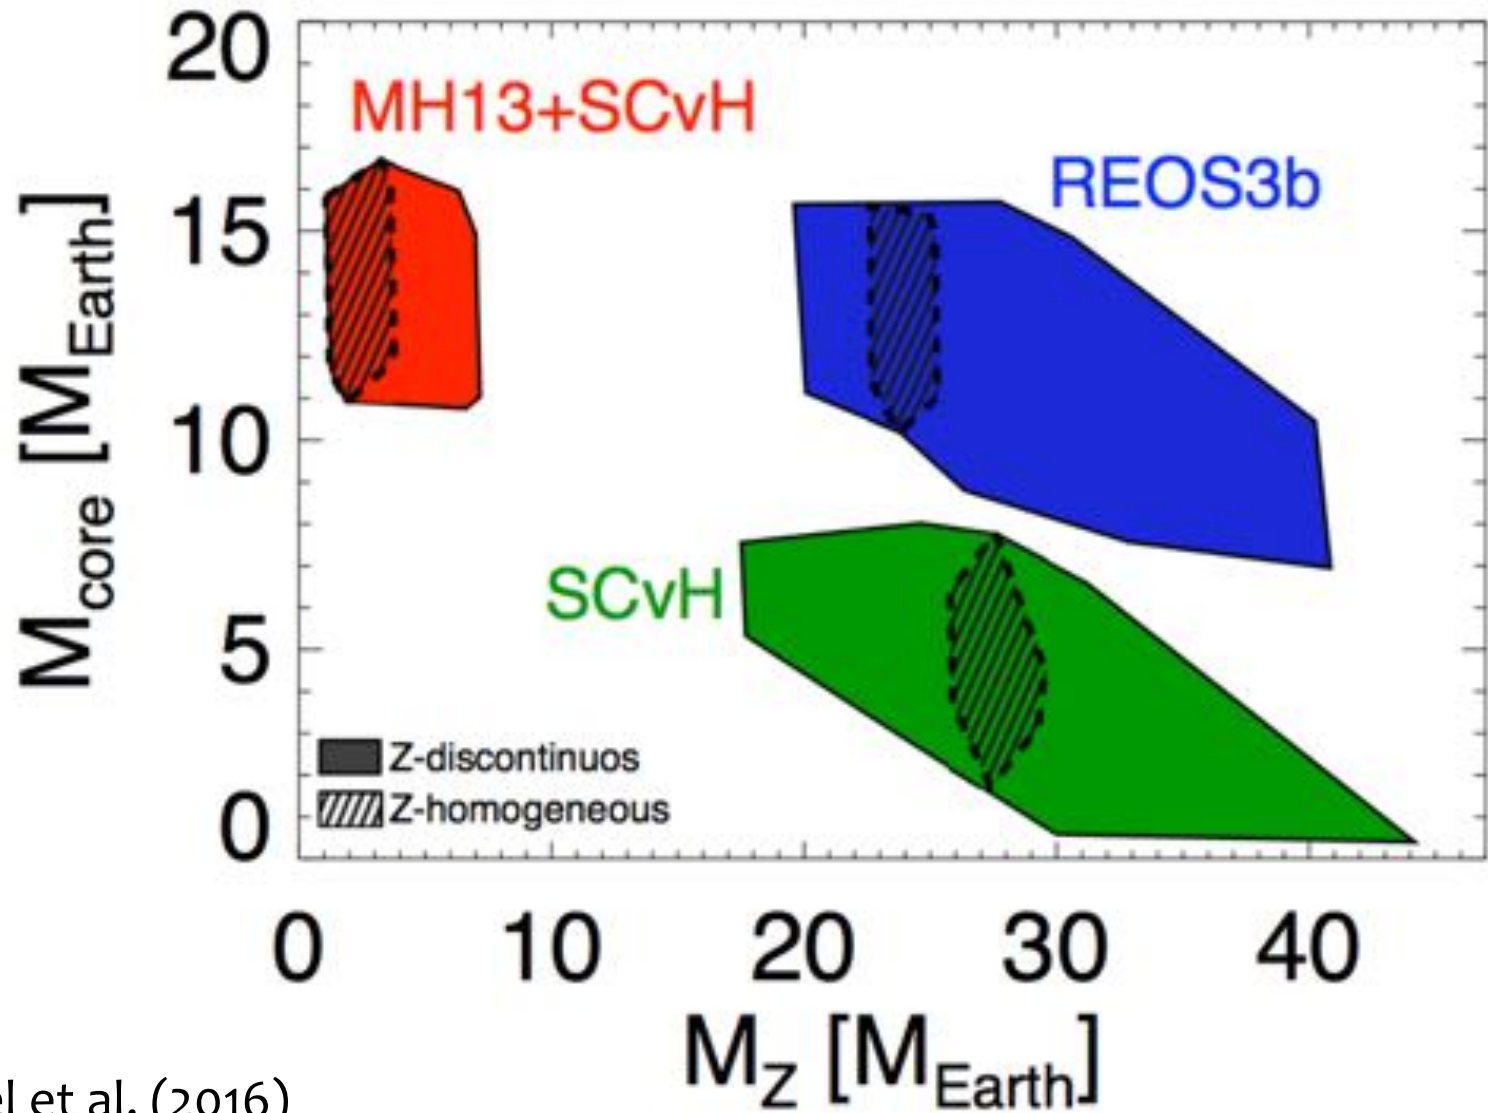 20
MH13+SCvH
REOS3b
15
10
SCvH
5
Z-discontinuos
Z-homogeneous
0
M_core [M_Earth]
0 10 20 30 40
M_Z [M_Earth]
et al. (2016)